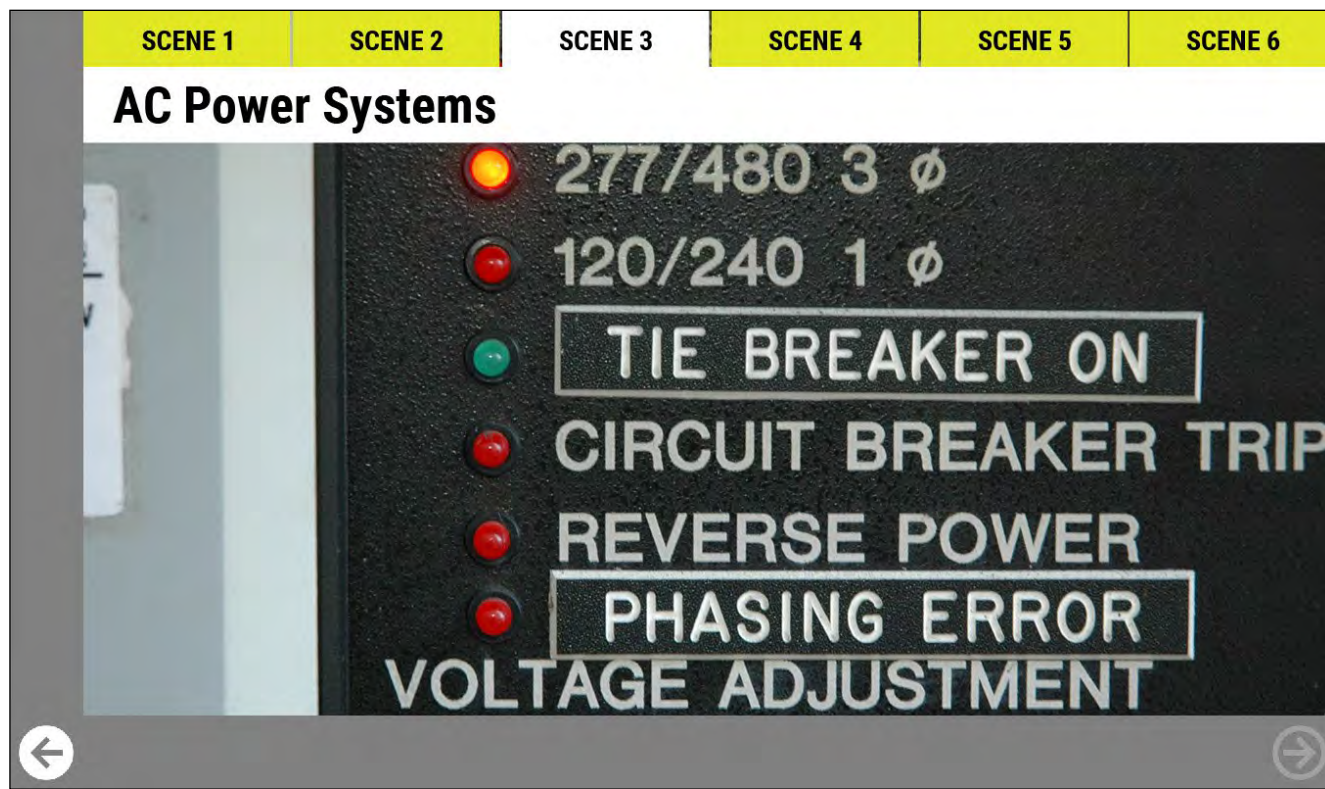 SCENE 1 SCENE 2 SCENE 3 SCENE 4 SCENE 5 SCENE 6
AC Power Systems
277/480 3 ø
120/240 1 ø
TIE BREAKER ON
CIRCUIT BREAKER TRIP
REVERSE POWER
PHASING ERROR
VOLTAGE ADJUSTMENT